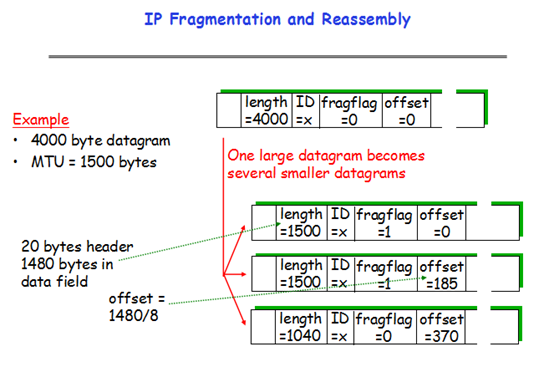 IP Fragmentation and Reassembly
length ID fragflag offset
=4000 =x =0 =0
Example
• 4000 byte datagram
• MTU = 1500 bytes
One large datagram becomes
several smaller datagrams
length ID fragflag offset
=1500 =x =1 =0
20 bytes header
1480 bytes in
data field
length ID fragflag offset
=1500 =x =1 =185
offset =
1480/8
length ID fragflag offset
=1040 =x =0 =370